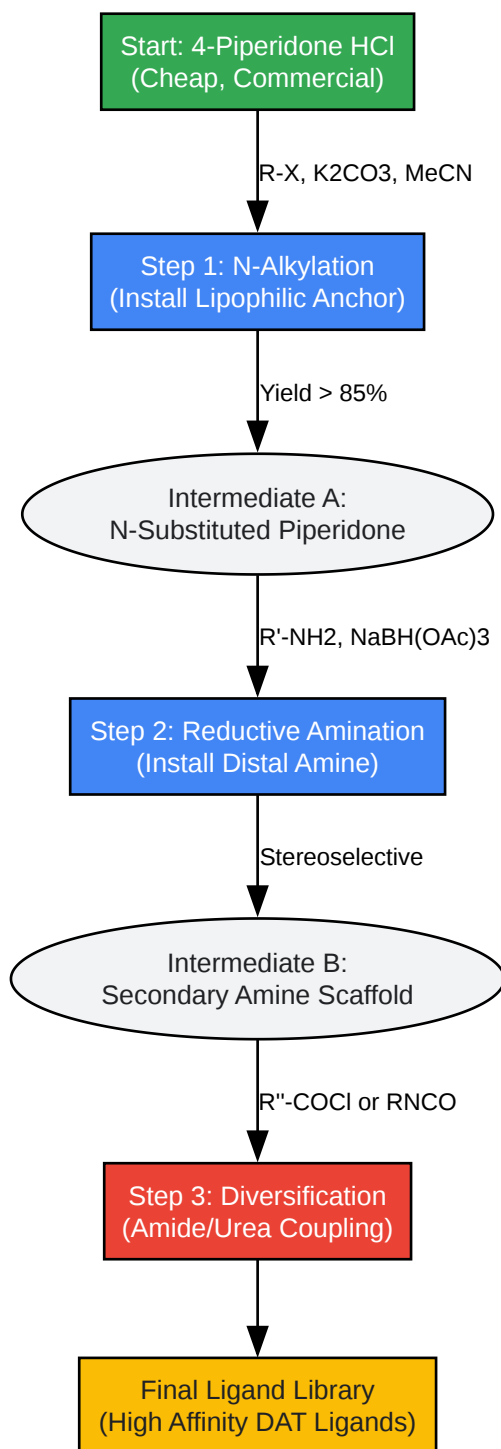 Start: 4-Piperidone HCl
(Cheap, Commercial)
R-X, K2CO3, MeCN
Step 1: N-Alkylation
(Install Lipophilic Anchor)
Yield > 85%
Intermediate A:
N-Substituted Piperidone
R'-NH2, NaBH(OAc)3
Step 2: Reductive Amination
(Install Distal Amine)
Stereoselective
Intermediate B:
Secondary Amine Scaffold
R''-COCl or RNCO
Step 3: Diversification
(Amide/Urea Coupling)
Final Ligand Library
(High Affinity DAT Ligands)